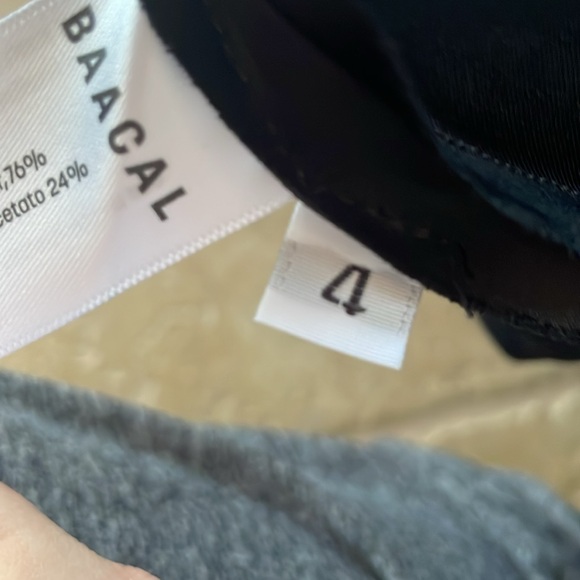 BAACAL
,76%
cetato 24%
4